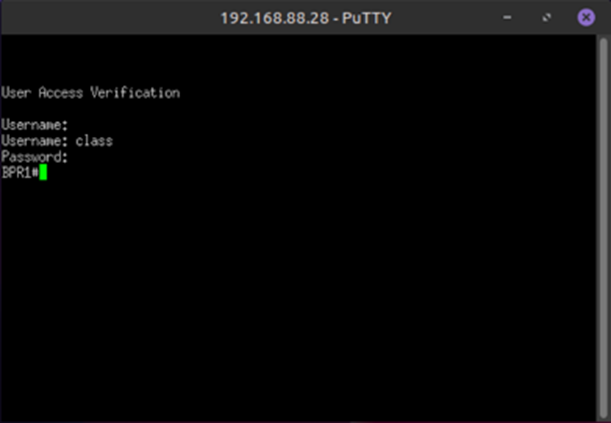 192.168.88.28 - PuTTY
User Access Verification
Username:
Username: class
Password:
BPR1#